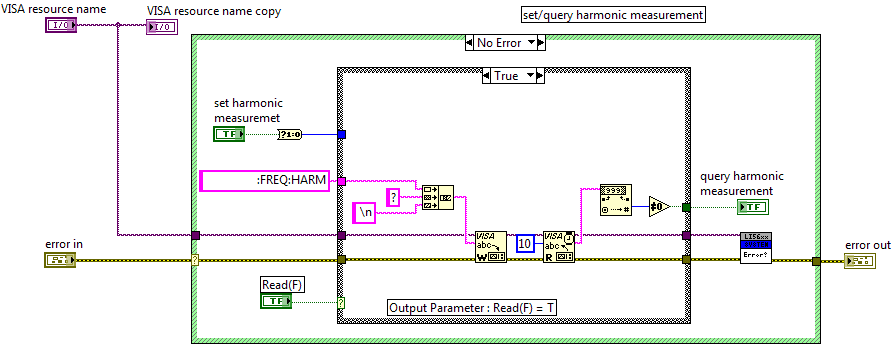 VISA resource name
VISA resource name copy
I/O
I/O
set/query harmonic measurement
No Error
True
set harmonic
measuremet
TF
?1:0
:FREQ:HARM
?
\n
999
≠0
query harmonic
measurement
TF
VISA
abc
W
10
VISA
abc
R
LIS6xx
Error?
error in
error out
?
Read(F)
TF
?
Output Parameter : Read(F) = T